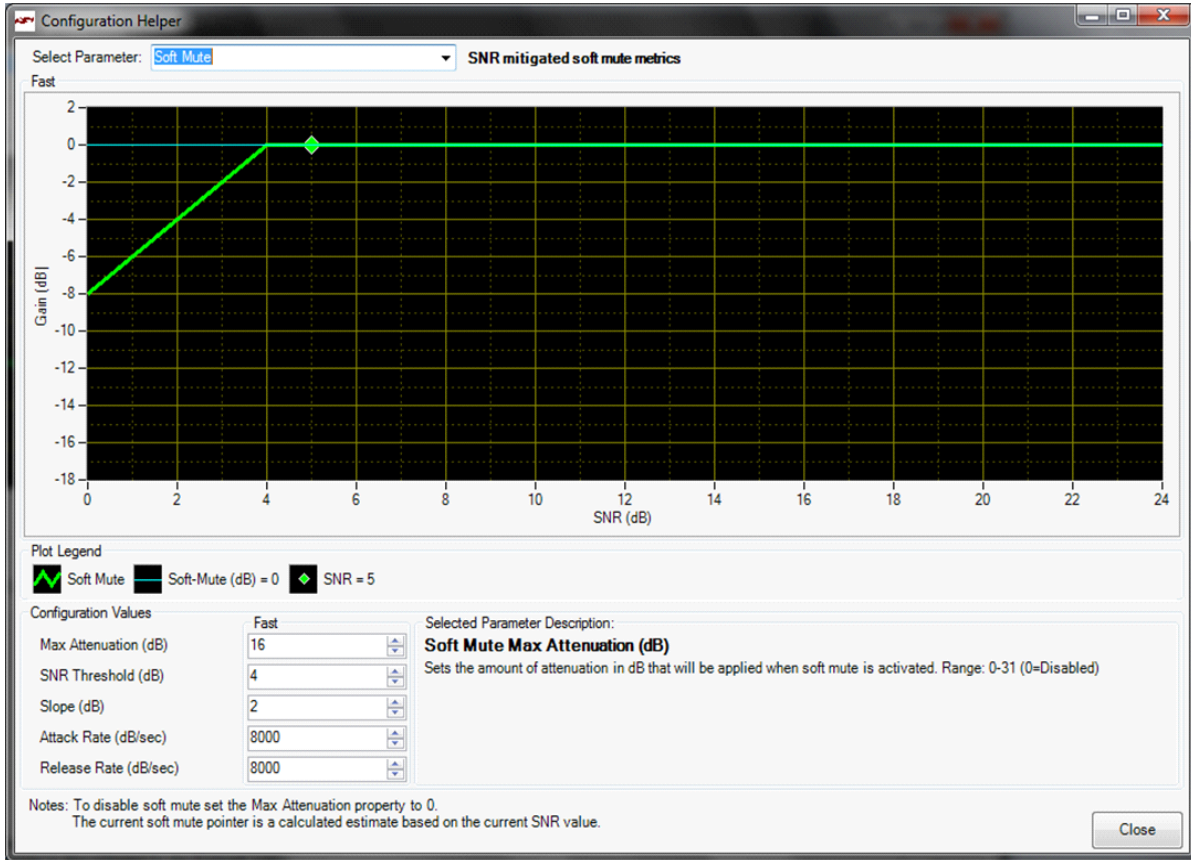 Configuration Helper
Select Parameter: Soft Mute SNR mitigated soft mute metrics
Fast
2
0
-2
-4
-6
-8
-10
-12
-14
-16
-18
Gain (dB)
0 2 4 6 8 10 12 14 16 18 20 22 24
SNR (dB)
Plot Legend
Soft Mute Soft-Mute (dB) = 0 SNR = 5
Configuration Values
Fast
Max Attenuation (dB) 16
SNR Threshold (dB) 4
Slope (dB) 2
Attack Rate (dB/sec) 8000
Release Rate (dB/sec) 8000
Selected Parameter Description:
Soft Mute Max Attenuation (dB)
Sets the amount of attenuation in dB that will be applied when soft mute is activated. Range: 0-31 (0=Disabled)
Notes: To disable soft mute set the Max Attenuation property to 0.
The current soft mute pointer is a calculated estimate based on the current SNR value.
Close